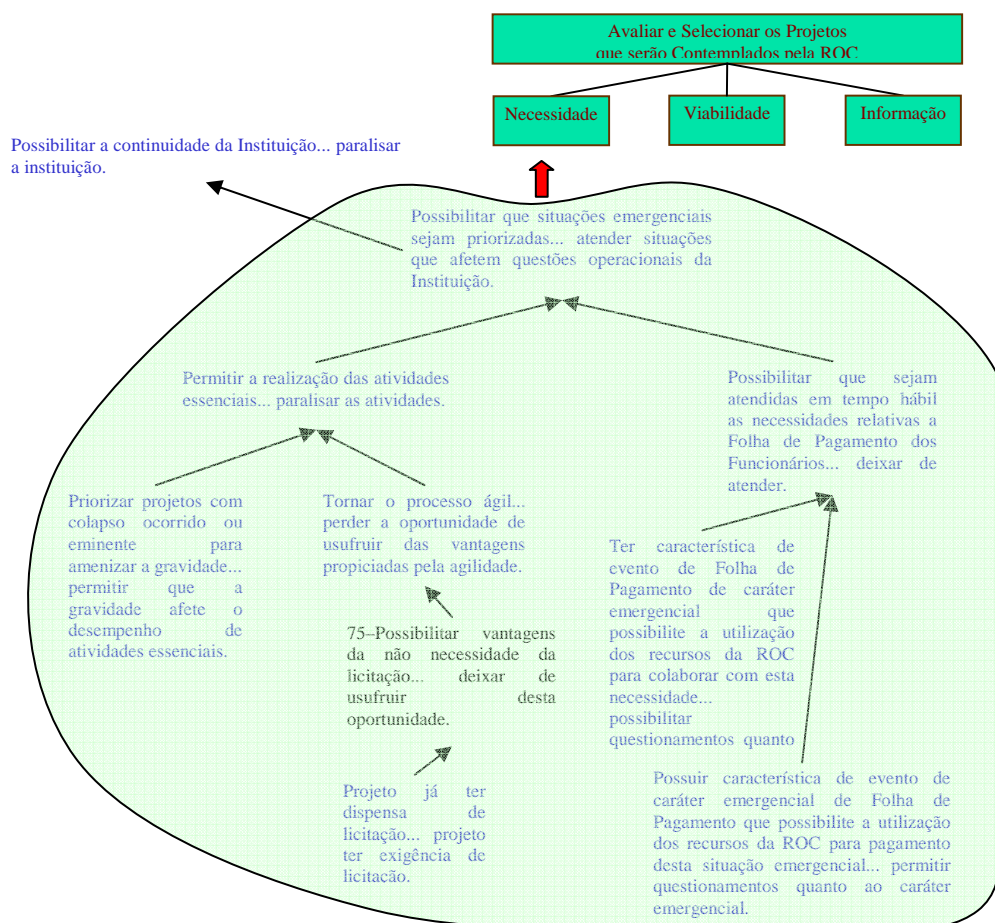 Avaliar e Selecionar os Projetos
que serão Contemplados pela ROC
Necessidade
Viabilidade
Informação
Possibilitar a continuidade da Instituição... paralisar
a instituição.
Possibilitar que situações emergenciais
sejam priorizadas... atender situações
que afetem questões operacionais da
Instituição.
Permitir a realização das atividades
essenciais... paralisar as atividades.
Possibilitar que sejam
atendidas em tempo hábil
as necessidades relativas a
Folha de Pagamento dos
Funcionários... deixar de
atender.
Priorizar projetos com
colapso ocorrido ou
eminente para
amenizar a gravidade...
permitir que a
gravidade afete o
desempenho de
atividades essenciais.
Tornar o processo ágil...
perder a oportunidade de
usufruir das vantagens
propiciadas pela agilidade.
Ter característica de
evento de Folha de
Pagamento de caráter
emergencial que
possibilite a utilização
dos recursos da ROC
para colaborar com esta
necessidade...
possibilitar
questionamentos quanto
75–Possibilitar vantagens
da não necessidade da
licitação... deixar de
usufruir desta
oportunidade.
Projeto já ter
dispensa de
licitação... projeto
ter exigência de
licitação.
Possuir característica de evento de
caráter emergencial de Folha de
Pagamento que possibilite a utilização
dos recursos da ROC para pagamento
desta situação emergencial... permitir
questionamentos quanto ao caráter
emergencial.